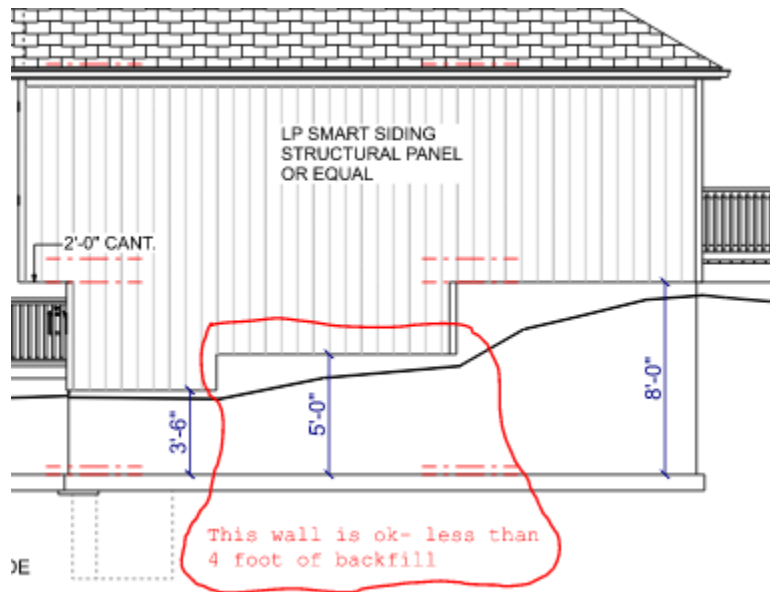 LP SMART SIDING
STRUCTURAL PANEL
OR EQUAL
2'-0" CANT.
3'-6"
5'-0"
8'-0"
This wall is ok- less than
4 foot of backfill
DE